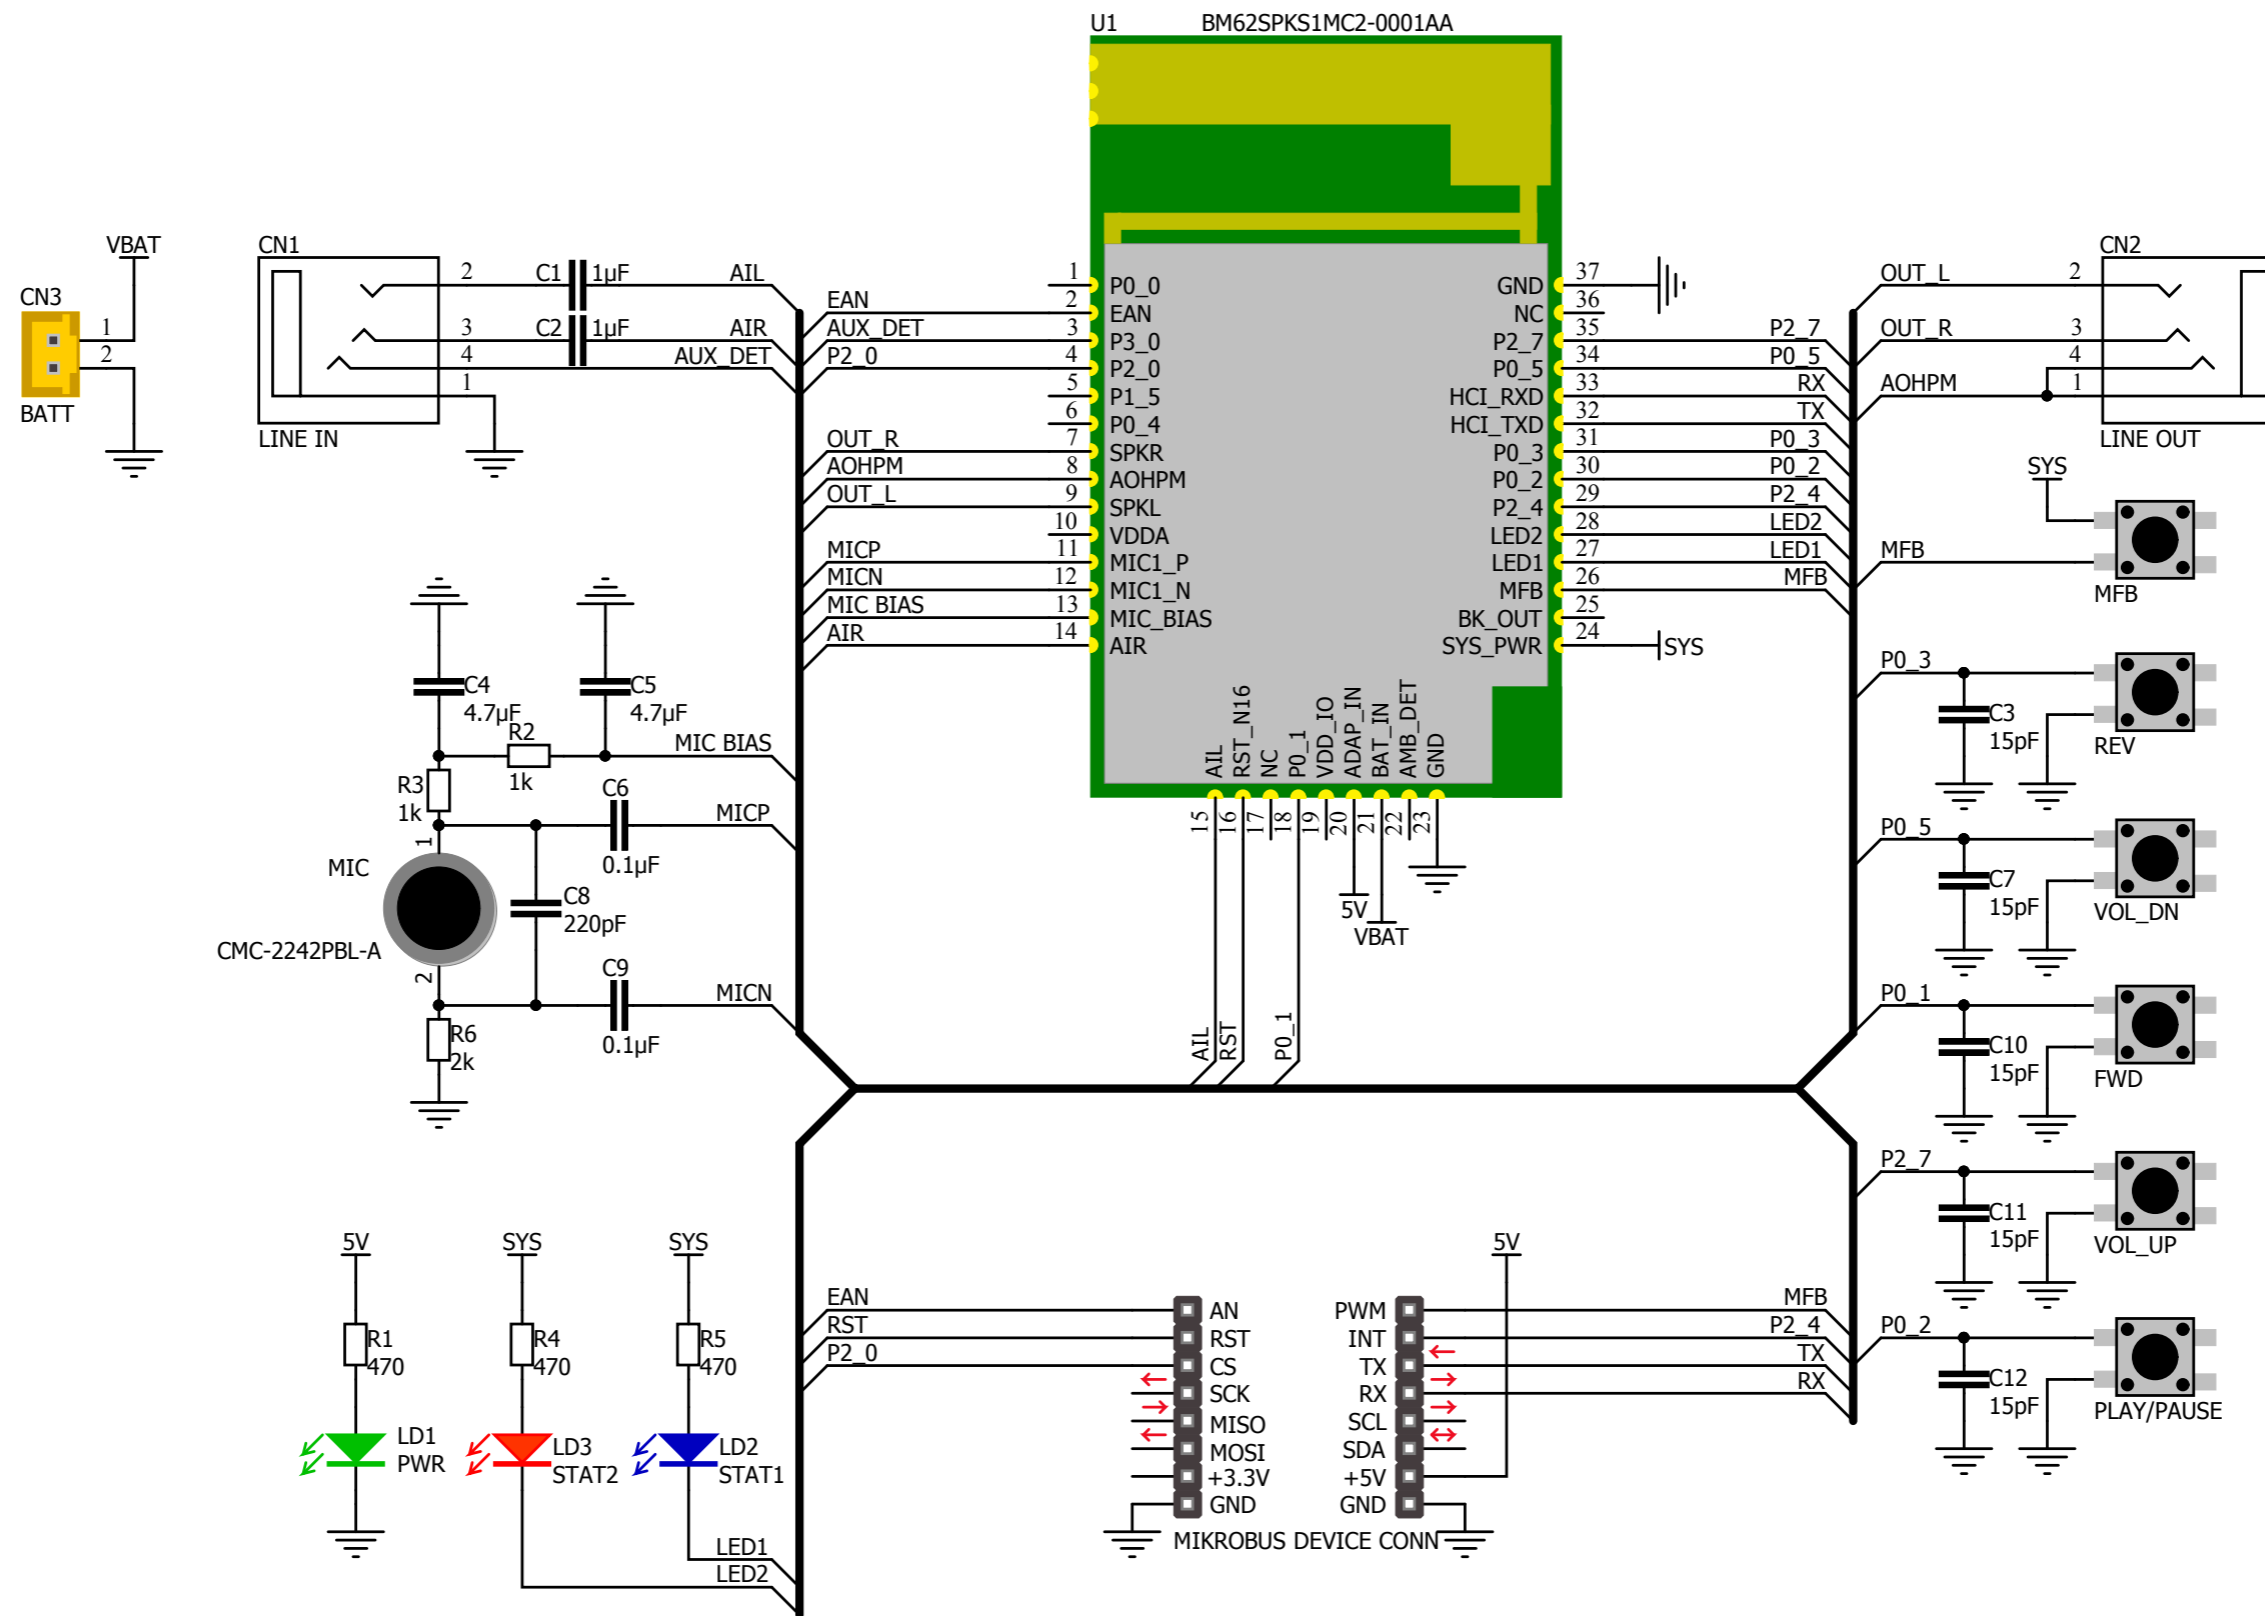 U1 BM62SPKS1MC2-0001AA
VBAT
CN3
1
2
BATT
CN1
2 C1 1µF AIL
3 C2 1µF AIR
4 AUX_DET
1
LINE IN
EAN
AUX_DET
P2_0
OUT_R
AOHPM
OUT_L
MICP
MICN
MIC BIAS
AIR
1 P0_0
2 EAN
3 P3_0
4 P2_0
5 P1_5
6 P0_4
7 SPKR
8 AOHPM
9 SPKL
10 VDDA
11 MIC1_P
12 MIC1_N
13 MIC_BIAS
14 AIR
GND 37
NC 36
P2_7 35 P2_7
P0_5 34 P0_5
HCI_RXD 33 RX
HCI_TXD 32 TX
P0_3 31 P0_3
P0_2 30 P0_2
P2_4 29 P2_4
LED2 28 LED2
LED1 27 LED1
MFB 26 MFB
BK_OUT 25
SYS_PWR 24 SYS
AIL
RST_N16
NC
P0_1
VDD_IO
ADAP_IN
BAT_IN
AMB_DET
GND
15
16
17
18
19
20
21
22
23
5V
VBAT
AIL
RST
P0_1
CN2
OUT_L 2
OUT_R 3
4
AOHPM 1
LINE OUT
SYS
MFB
MFB
P0_3
C3
15pF
REV
P0_5
C7
15pF
VOL_DN
P0_1
C10
15pF
FWD
P2_7
C11
15pF
VOL_UP
P0_2
C12
15pF
PLAY/PAUSE
C4
4.7µF
C5
4.7µF
R2
1k
MIC BIAS
R3
1k
C6
0.1µF
MICP
1
MIC
CMC-2242PBL-A
2
C8
220pF
C9
0.1µF
MICN
R6
2k
5V
R1
470
LD1
PWR
SYS
R4
470
LD3
STAT2
SYS
R5
470
LD2
STAT1
LED1
LED2
EAN
RST
P2_0
AN
RST
CS
SCK
MISO
MOSI
+3.3V
GND
5V
PWM MFB
INT P2_4
TX TX
RX RX
SCL
SDA
+5V
GND
MIKROBUS DEVICE CONN